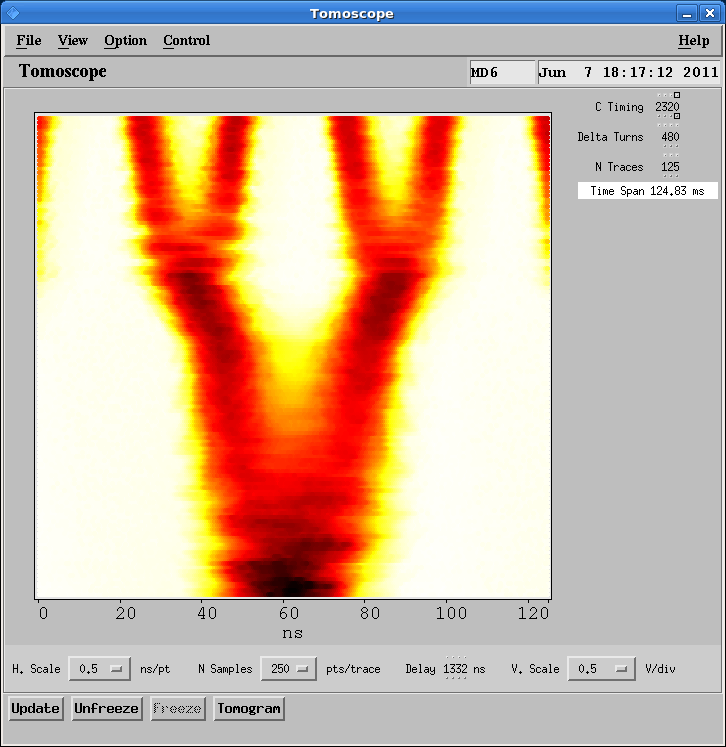 Tomoscope
File View Option Control Help
Tomoscope MD6 Jun 7 18:17:12 2011
C Timing 2320
Delta Turns 480
N Traces 125
Time Span 124.83 ms
0 20 40 60 80 100 120
ns
H. Scale 0.5 ns/pt N Samples 250 pts/trace Delay 1332 ns V. Scale 0.5 V/div
Update Unfreeze Freeze Tomogram